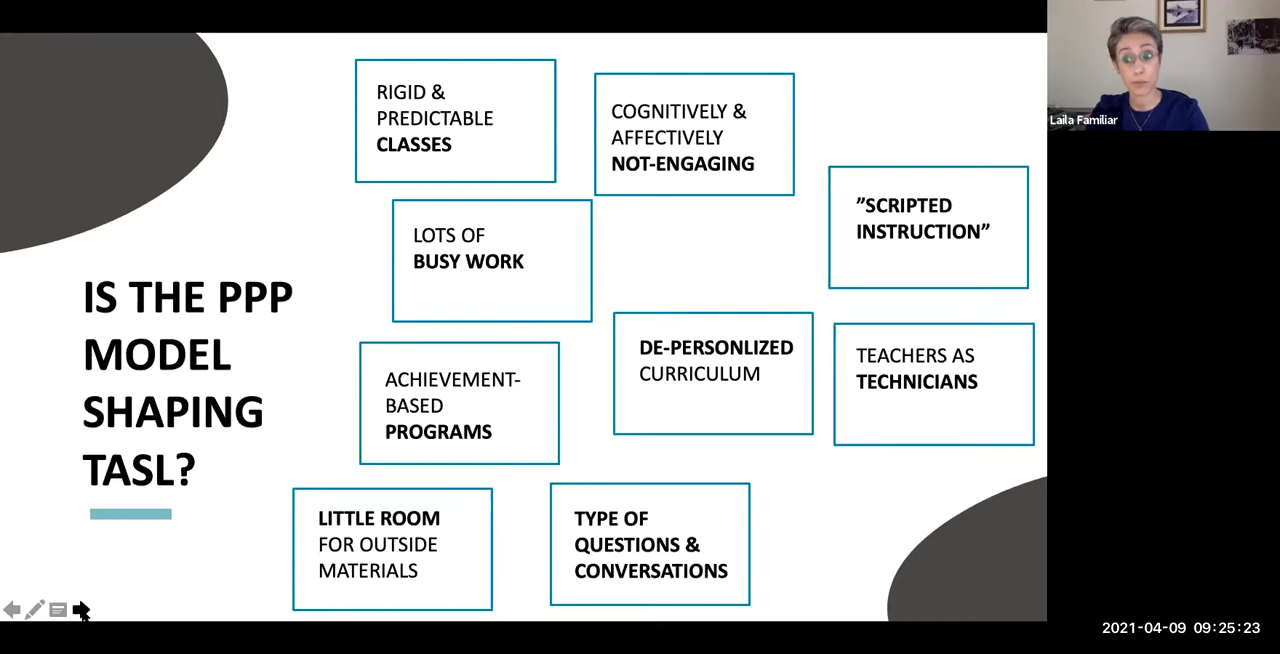 IS THE PPP
MODEL
SHAPING
TASL?
RIGID &
PREDICTABLE
CLASSES
COGNITIVELY &
AFFECTIVELY
NOT-ENGAGING
”SCRIPTED
INSTRUCTION”
LOTS OF
BUSY WORK
DE-PERSONLIZED
CURRICULUM
TEACHERS AS
TECHNICIANS
ACHIEVEMENT-
BASED
PROGRAMS
LITTLE ROOM
FOR OUTSIDE
MATERIALS
TYPE OF
QUESTIONS &
CONVERSATIONS
Laila Familiar
2021-04-09 09:25:23